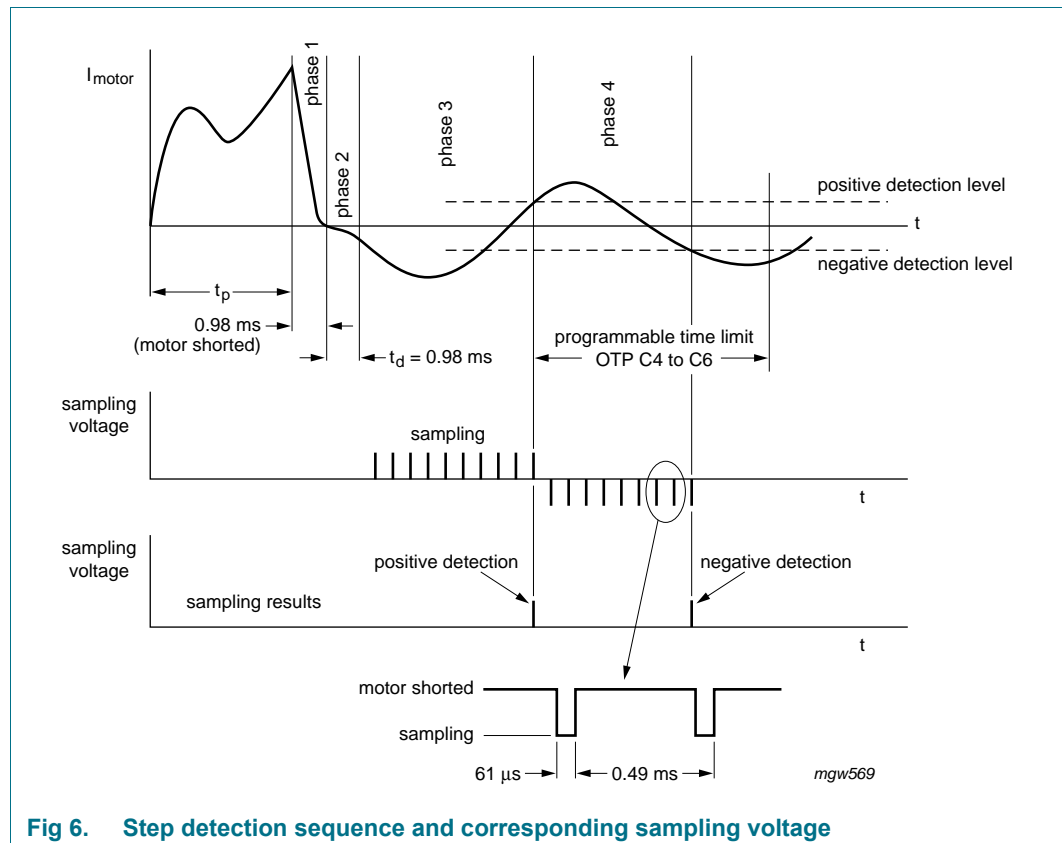 I motor
phase 1
phase 2
phase 3
phase 4
positive detection level
t
negative detection level
tp
0.98 ms
(motor shorted)
td = 0.98 ms
programmable time limit
OTP C4 to C6
sampling
voltage
sampling
t
sampling
voltage
positive detection
negative detection
sampling results
t
motor shorted
sampling
61 μs
0.49 ms
mgw569
Fig 6. Step detection sequence and corresponding sampling voltage